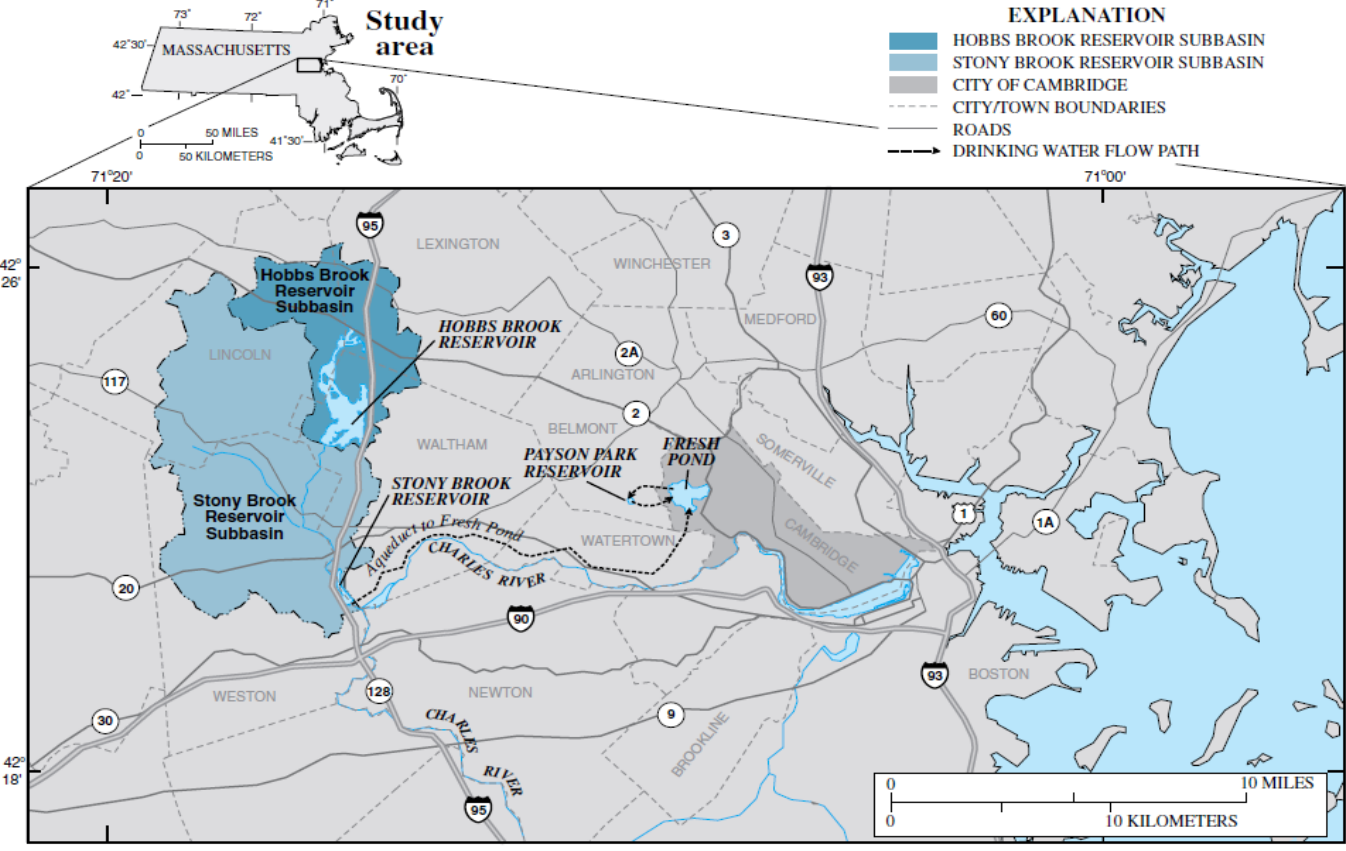 73°
72°
71°
Study
area
42°30'
MASSACHUSETTS
70°
42°
0
50 MILES
41°30'
0
50 KILOMETERS
EXPLANATION
HOBBS BROOK RESERVOIR SUBBASIN
STONY BROOK RESERVOIR SUBBASIN
CITY OF CAMBRIDGE
CITY/TOWN BOUNDARIES
ROADS
DRINKING WATER FLOW PATH
71°20'
71°00'
95
LEXINGTON
3
WINCHESTER
93
42°
26'
Hobbs Brook
Reservoir
Subbasin
HOBBS BROOK
RESERVOIR
MEDFORD
60
LINCOLN
2A
ARLINGTON
117
2
BELMONT
WALTHAM
FRESH
POND
PAYSON PARK
RESERVOIR
SOMERVILLE
STONY BROOK
RESERVOIR
Stony Brook
Reservoir
Subbasin
1
1A
Aqueduct to Fresh Pond
WATERTOWN
CAMBRIDGE
CHARLES RIVER
20
90
93
BOSTON
WESTON
128
NEWTON
30
9
CHARLES
RIVER
BROOKLINE
42°
18'
95
0
10 MILES
0
10 KILOMETERS